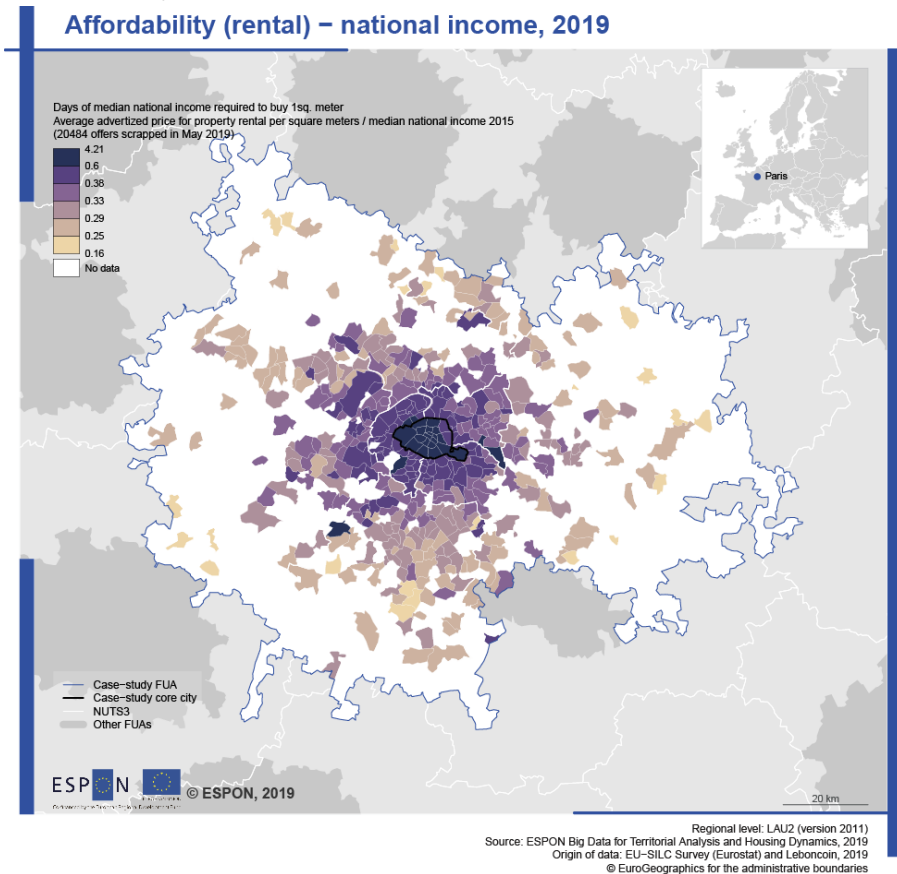 Affordability (rental) − national income, 2019
Days of median national income required to buy 1sq. meter
Average advertized price for property rental per square meters / median national income 2015
(20484 offers scrapped in May 2019)
4.21
0.6
0.38
0.33
0.29
0.25
0.16
No data
Paris
Case−study FUA
Case−study core city
NUTS3
Other FUAs
ESPON
© ESPON, 2019
20 km
Regional level: LAU2 (version 2011)
Source: ESPON Big Data for Territorial Analysis and Housing Dynamics, 2019
Origin of data: EU−SILC Survey (Eurostat) and Leboncoin, 2019
© EuroGeographics for the administrative boundaries